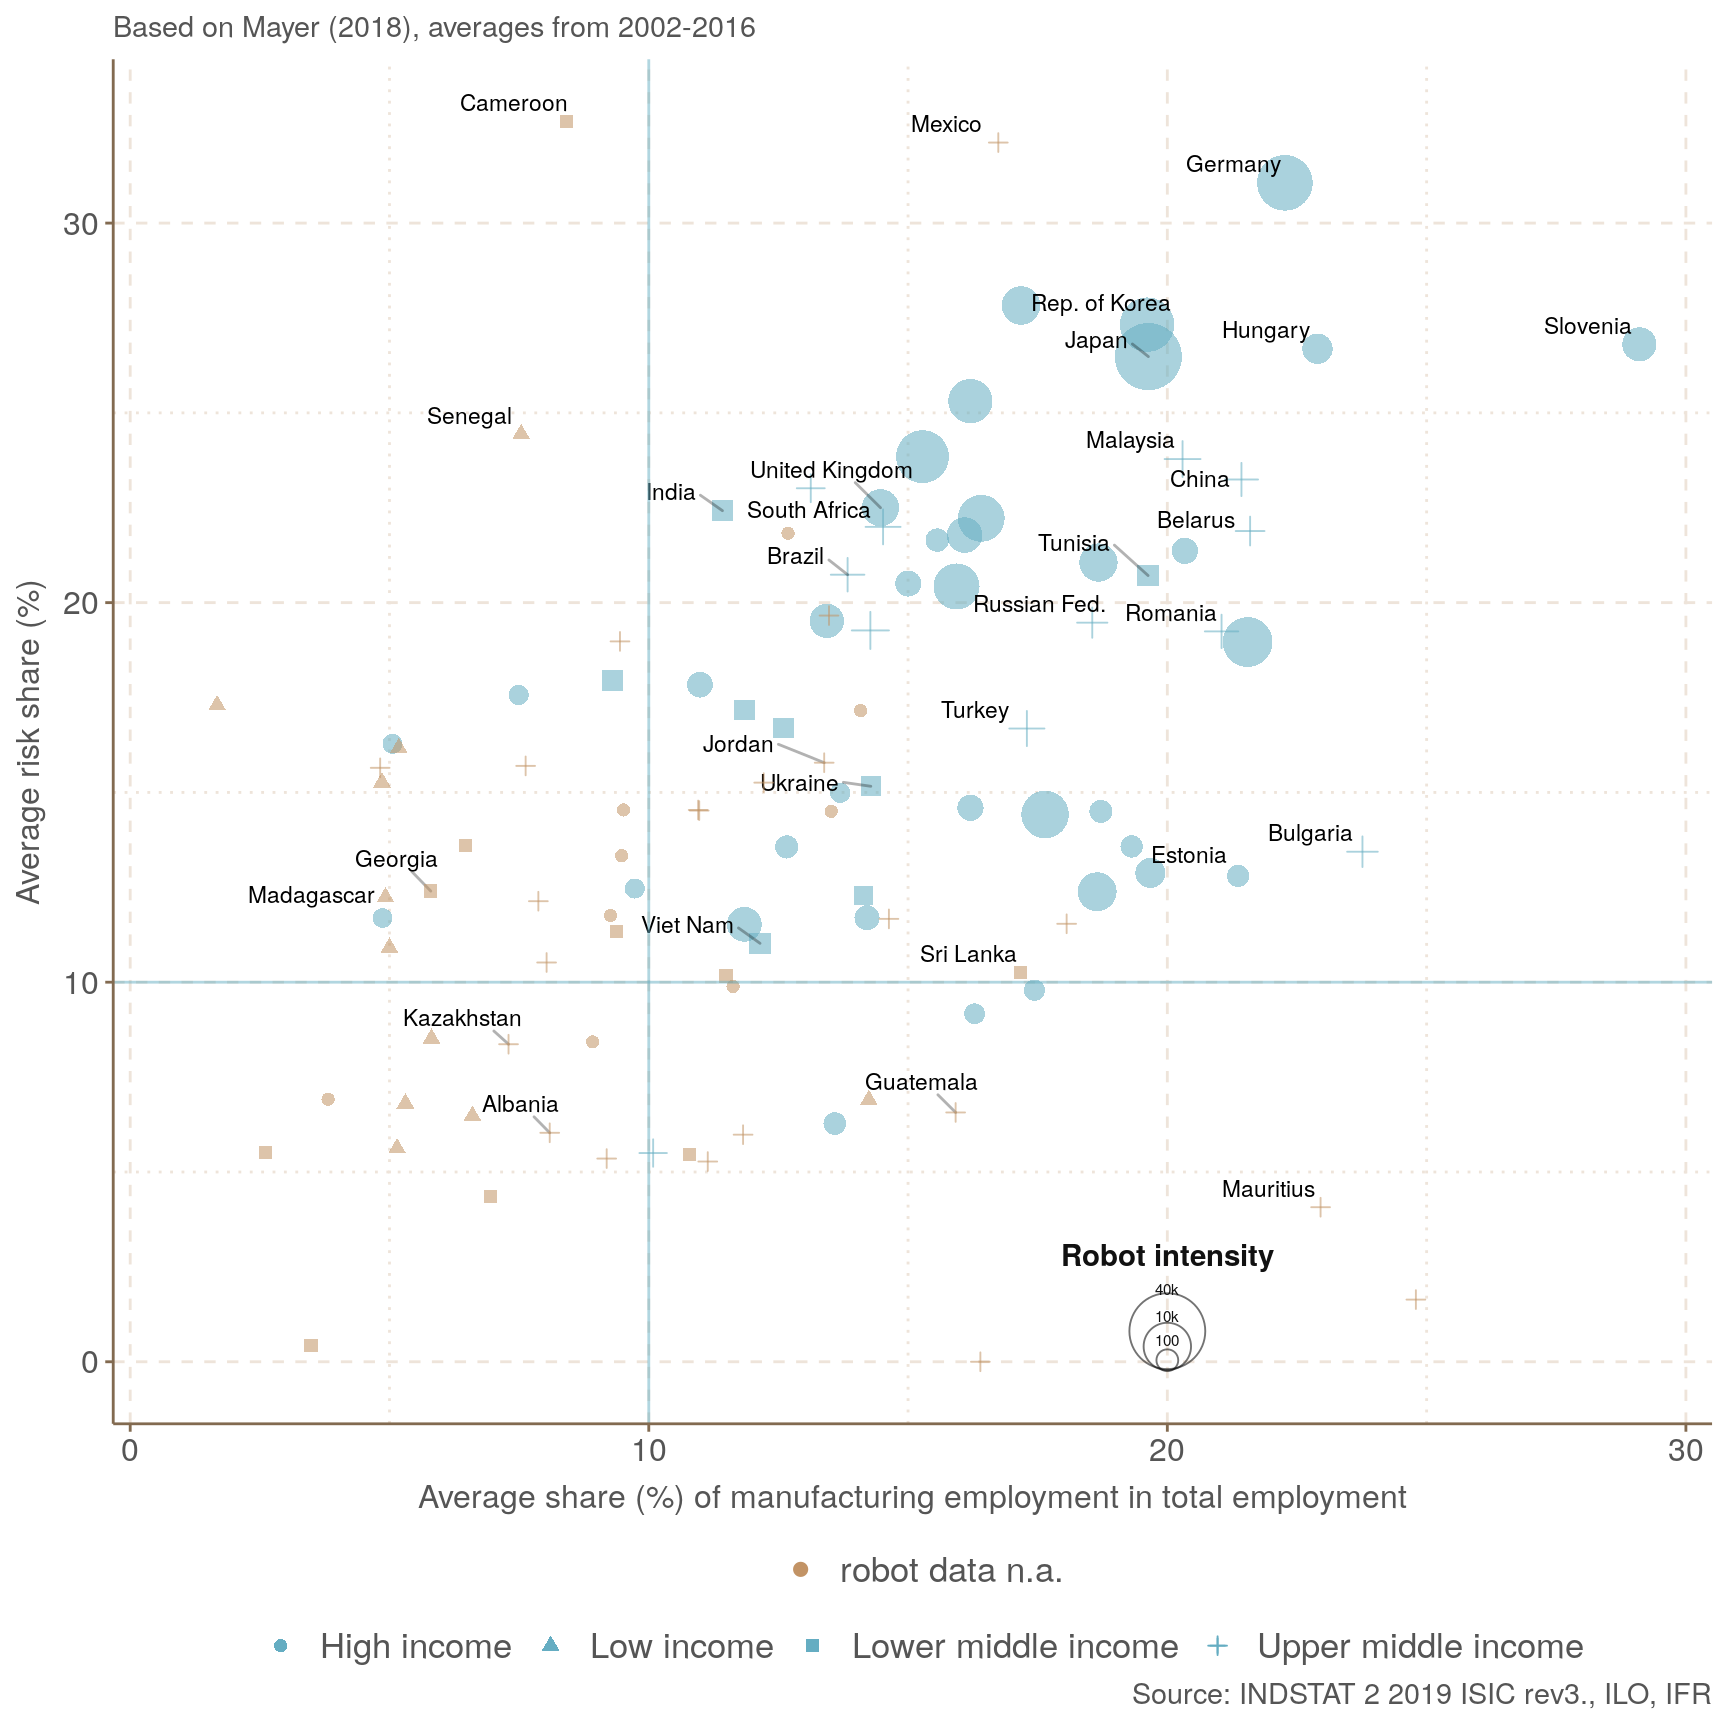 Based on Mayer (2018), averages from 2002-2016
Cameroon
Mexico
Germany
30
Rep. of Korea
Japan
Hungary
Slovenia
Senegal
Malaysia
United Kingdom
China
India
South Africa
Belarus
Tunisia
Brazil
20
Russian Fed.
Romania
Average risk share (%)
Turkey
Jordan
Ukraine
Bulgaria
Georgia
Estonia
Madagascar
Viet Nam
Sri Lanka
10
Kazakhstan
Guatemala
Albania
Mauritius
Robot intensity
40k
10k
100
0
0 10 20 30
Average share (%) of manufacturing employment in total employment
robot data n.a.
High income Low income Lower middle income Upper middle income
Source: INDSTAT 2 2019 ISIC rev3., ILO, IFR